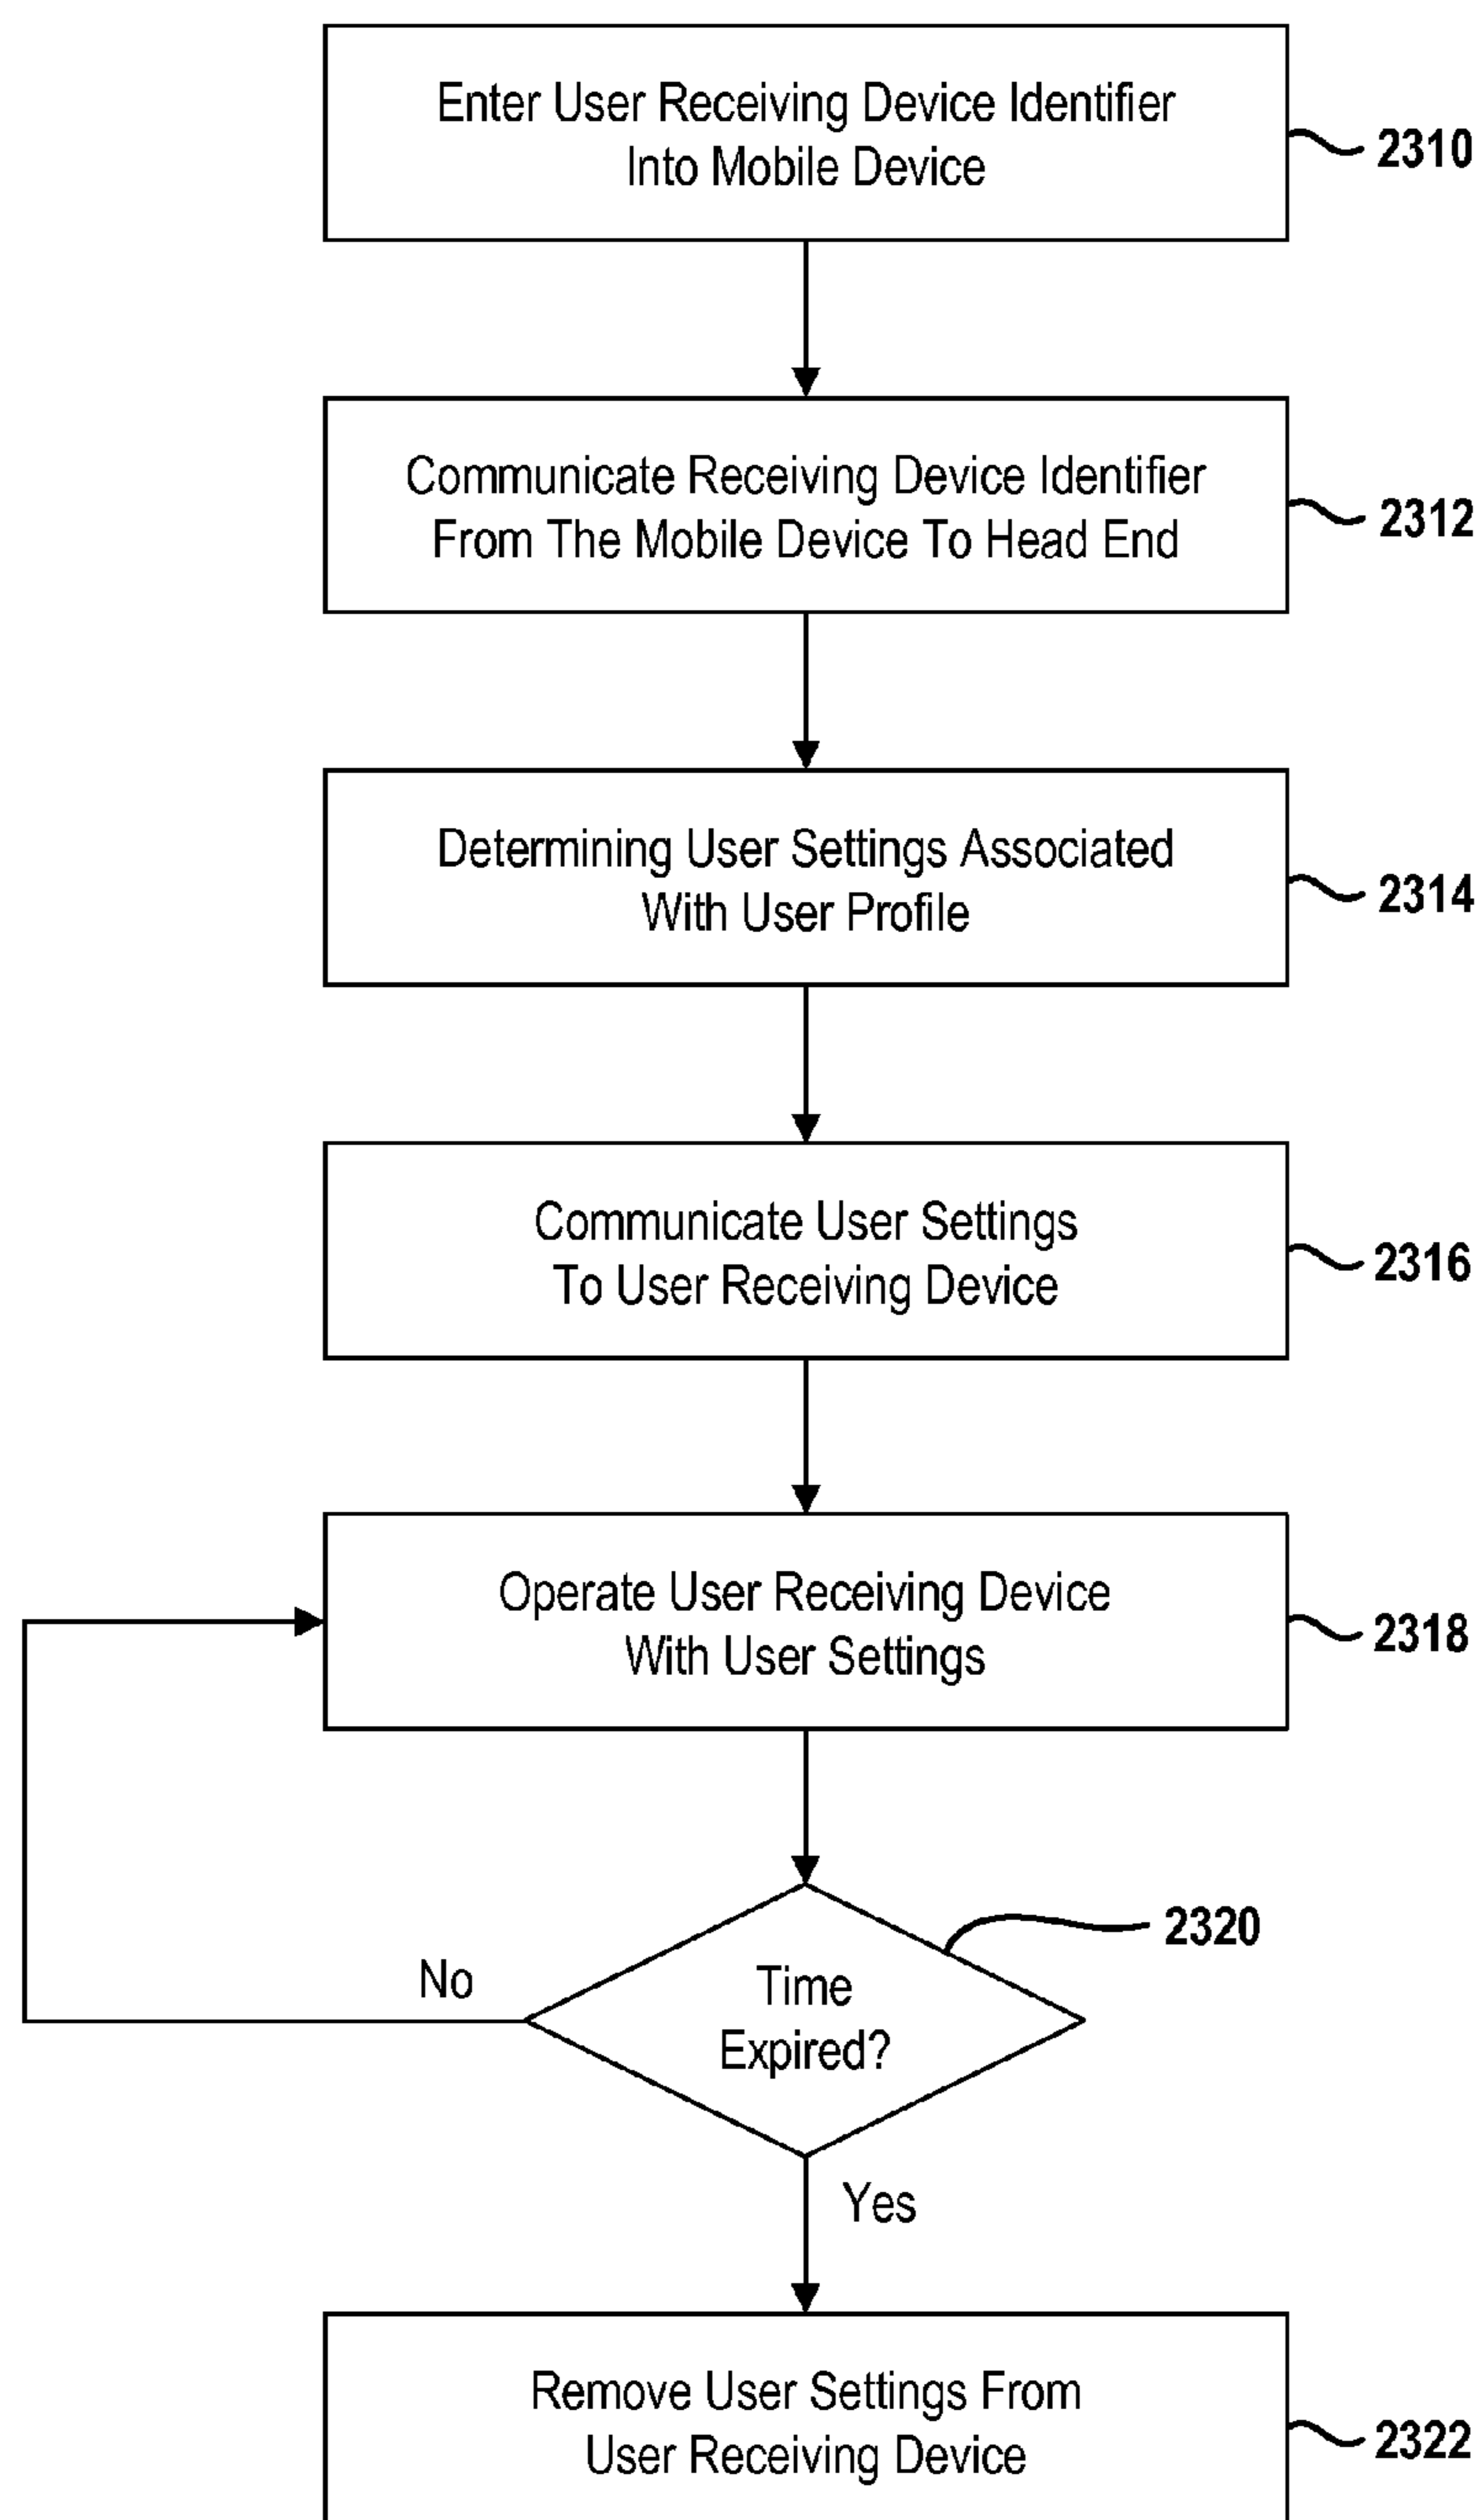 Enter User Receiving Device Identifier
Into Mobile Device
2310
Communicate Receiving Device Identifier
From The Mobile Device To Head End
2312
Determining User Settings Associated
With User Profile
2314
Communicate User Settings
To User Receiving Device
2316
Operate User Receiving Device
With User Settings
2318
2320
No
Time
Expired?
Yes
Remove User Settings From
User Receiving Device
2322